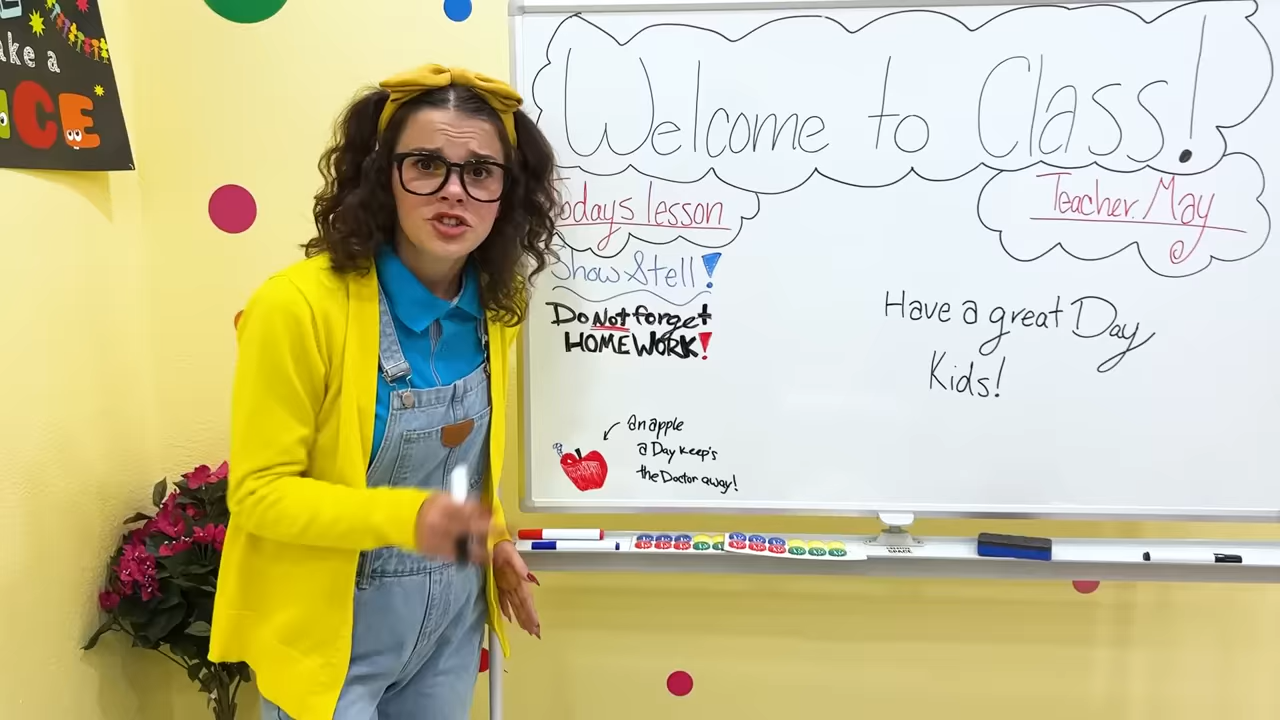 ake a
CE
Welcome to Class!
Todays lesson
Teacher. May
Show & tell!
Do Not forget
HOMEWORK!
Have a great Day
Kids!
an apple
a Day keep's
the Doctor away!